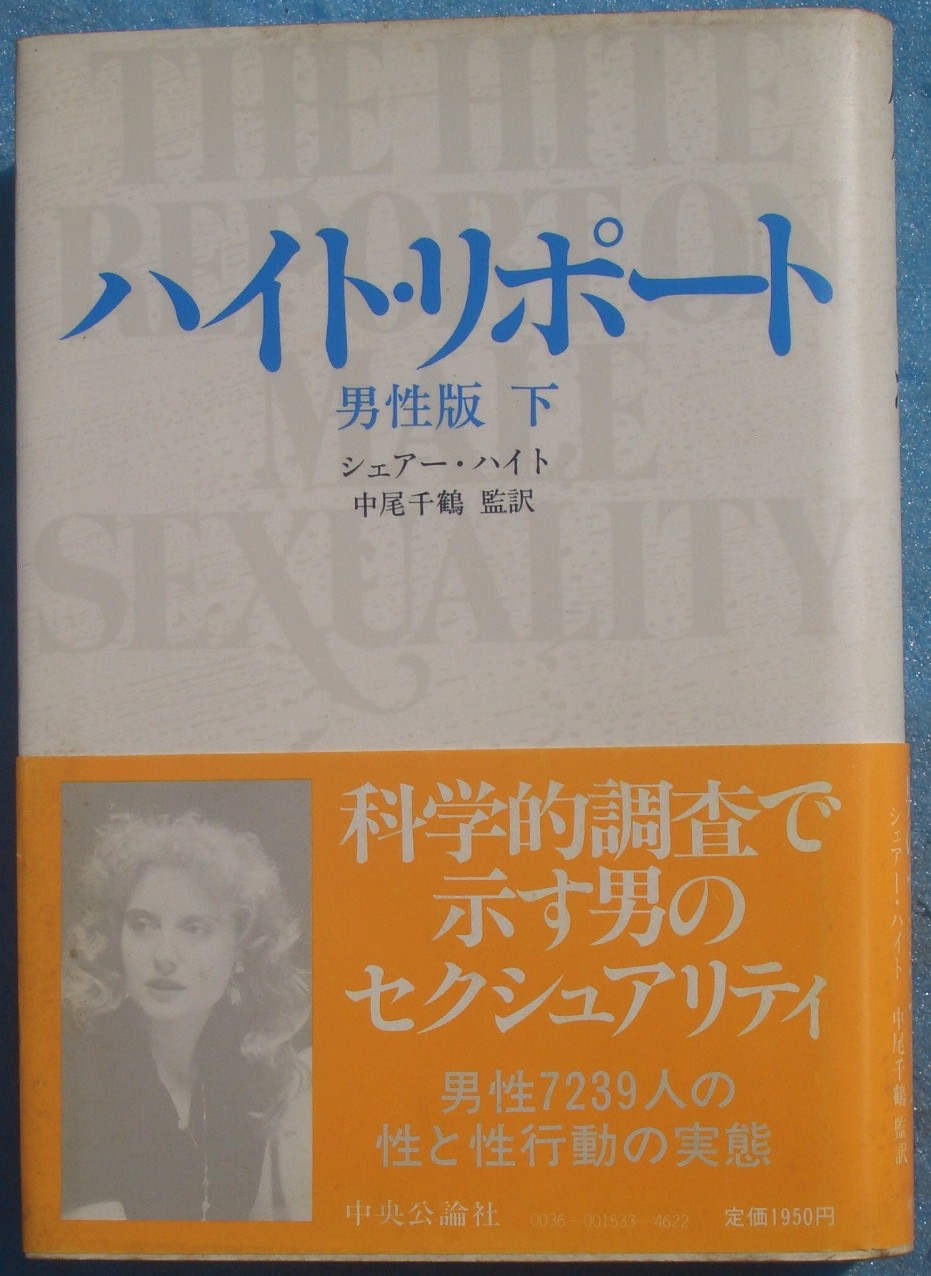 THE HITE
REPORT ON
MALE
SEXUALITY
ハイト・リポート
男性版 下
シェアー・ハイト
中尾千鶴 監訳
科学的調査で
示す男の
セクシュアリティ
男性7239人の
性と性行動の実態
中央公論社 0036-001533-4622 定価1950円
シェアー・ハイト 中尾千鶴 監訳